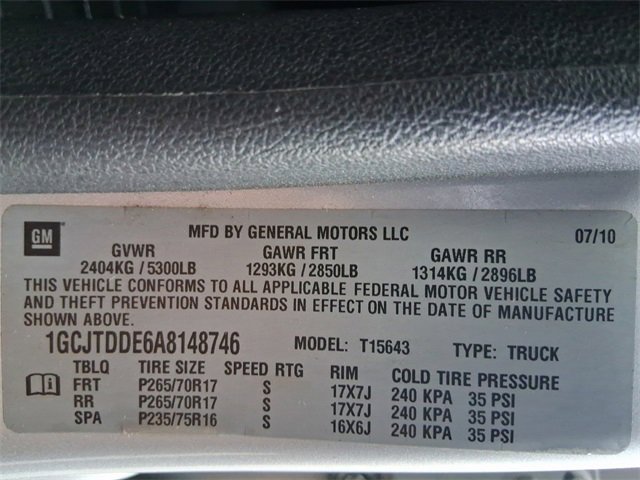 GM MFD BY GENERAL MOTORS LLC 07/10
GVWR GAWR FRT GAWR RR
2404KG / 5300LB 1293KG / 2850LB 1314KG / 2896LB
THIS VEHICLE CONFORMS TO ALL APPLICABLE FEDERAL MOTOR VEHICLE SAFETY
AND THEFT PREVENTION STANDARDS IN EFFECT ON THE DATE OF MANUFACTURE
SHOWN ABOVE.
1GCJTDDE6A8148746 MODEL: T15643 TYPE: TRUCK
TBLQ TIRE SIZE SPEED RTG RIM COLD TIRE PRESSURE
FRT P265/70R17 S 17X7J 240 KPA 35 PSI
RR P265/70R17 S 17X7J 240 KPA 35 PSI
SPA P235/75R16 S 16X6J 240 KPA 35 PSI